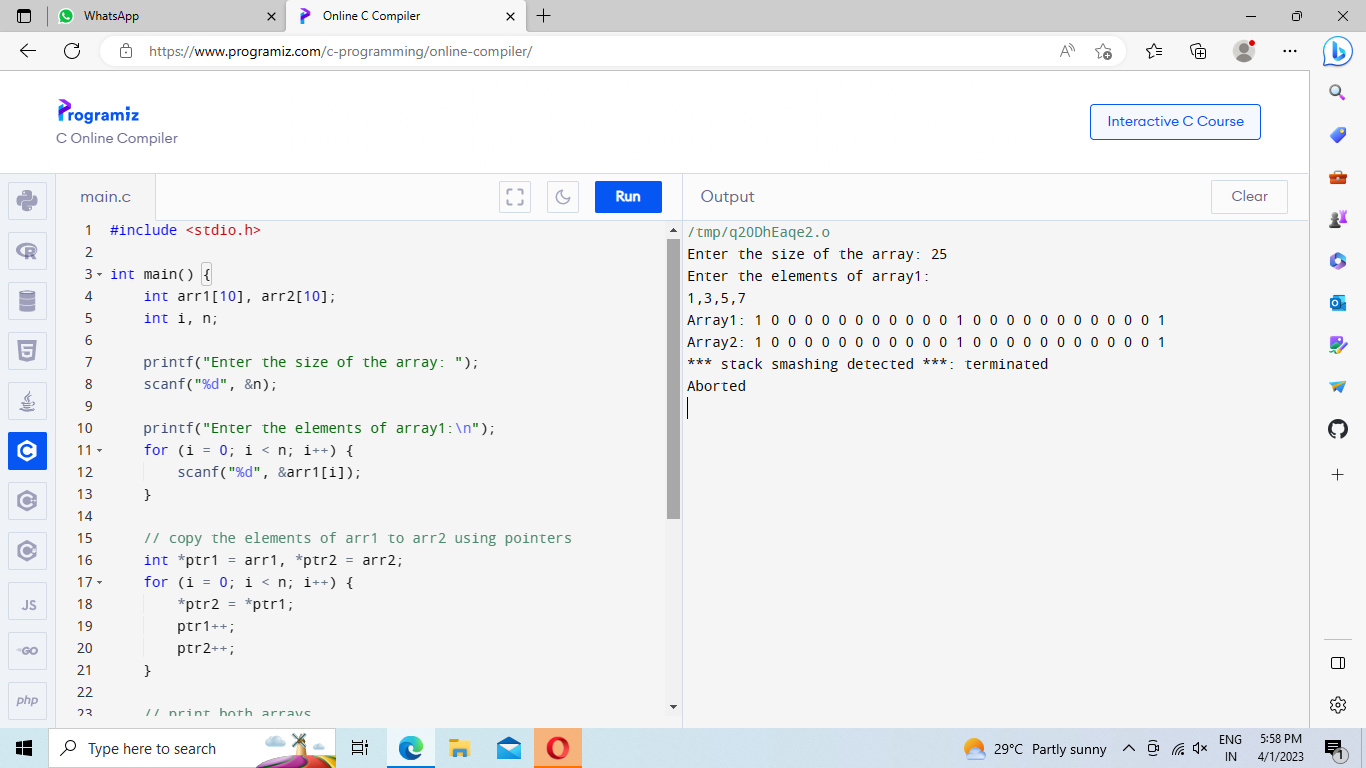 WhatsApp
Online C Compiler
https://www.programiz.com/c-programming/online-compiler/
Programiz
C Online Compiler
Interactive C Course
main.c
Run
Output
Clear
1 #include <stdio.h>
2
3 int main() {
4 int arr1[10], arr2[10];
5 int i, n;
6
7 printf("Enter the size of the array: ");
8 scanf("%d", &n);
9
10 printf("Enter the elements of array1:\n");
11 for (i = 0; i < n; i++) {
12 scanf("%d", &arr1[i]);
13 }
14
15 // copy the elements of arr1 to arr2 using pointers
16 int *ptr1 = arr1, *ptr2 = arr2;
17 for (i = 0; i < n; i++) {
18 *ptr2 = *ptr1;
19 ptr1++;
20 ptr2++;
21 }
22
23 // print both arrays
/tmp/q20DhEaqe2.o
Enter the size of the array: 25
Enter the elements of array1:
1,3,5,7
Array1: 1 0 0 0 0 0 0 0 0 0 0 0 1 0 0 0 0 0 0 0 0 0 0 0 1
Array2: 1 0 0 0 0 0 0 0 0 0 0 0 1 0 0 0 0 0 0 0 0 0 0 0 1
*** stack smashing detected ***: terminated
Aborted
JS
GO
php
Type here to search
29°C Partly sunny
ENG
IN
5:58 PM
4/1/2023
1